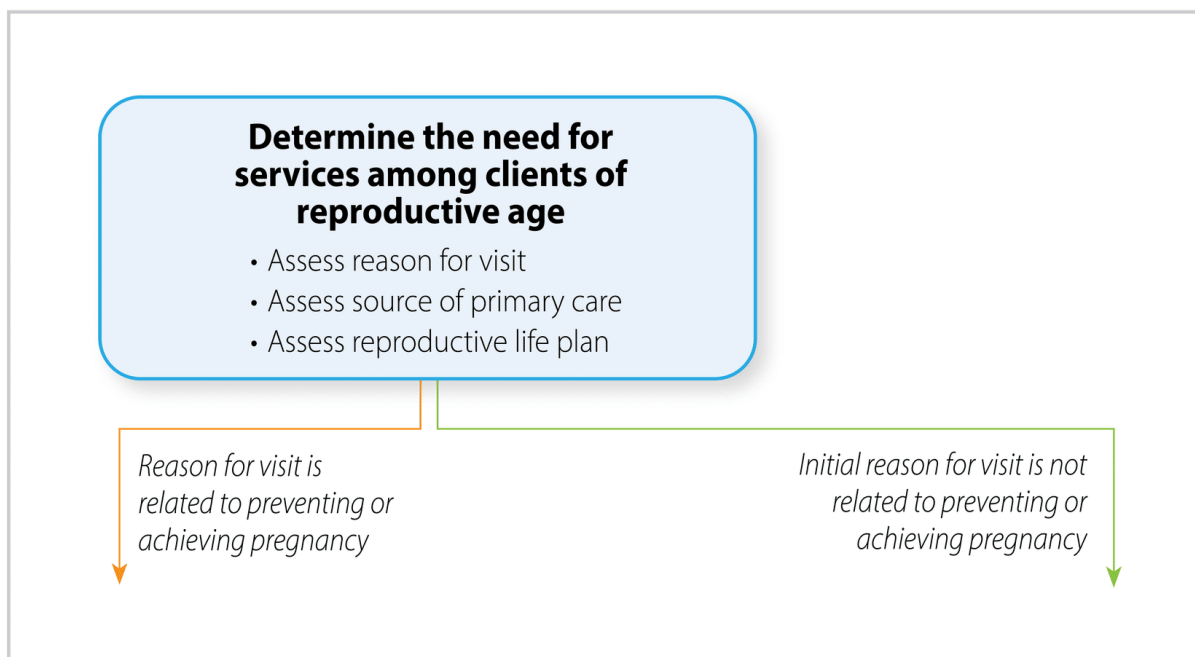 Determine the need for
services among clients of
reproductive age
• Assess reason for visit
• Assess source of primary care
• Assess reproductive life plan
Reason for visit is
related to preventing or
achieving pregnancy
Initial reason for visit is not
related to preventing or
achieving pregnancy